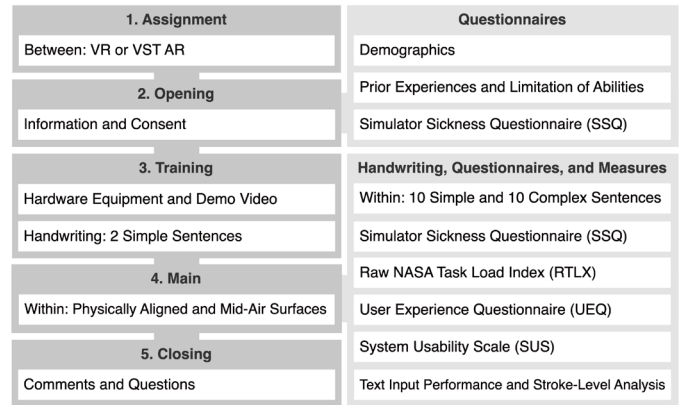 1. Assignment
Between: VR or VST AR
2. Opening
Information and Consent
3. Training
Hardware Equipment and Demo Video
Handwriting: 2 Simple Sentences
4. Main
Within: Physically Aligned and Mid-Air Surfaces
5. Closing
Comments and Questions
Questionnaires
Demographics
Prior Experiences and Limitation of Abilities
Simulator Sickness Questionnaire (SSQ)
Handwriting, Questionnaires, and Measures
Within: 10 Simple and 10 Complex Sentences
Simulator Sickness Questionnaire (SSQ)
Raw NASA Task Load Index (RTLX)
User Experience Questionnaire (UEQ)
System Usability Scale (SUS)
Text Input Performance and Stroke-Level Analysis